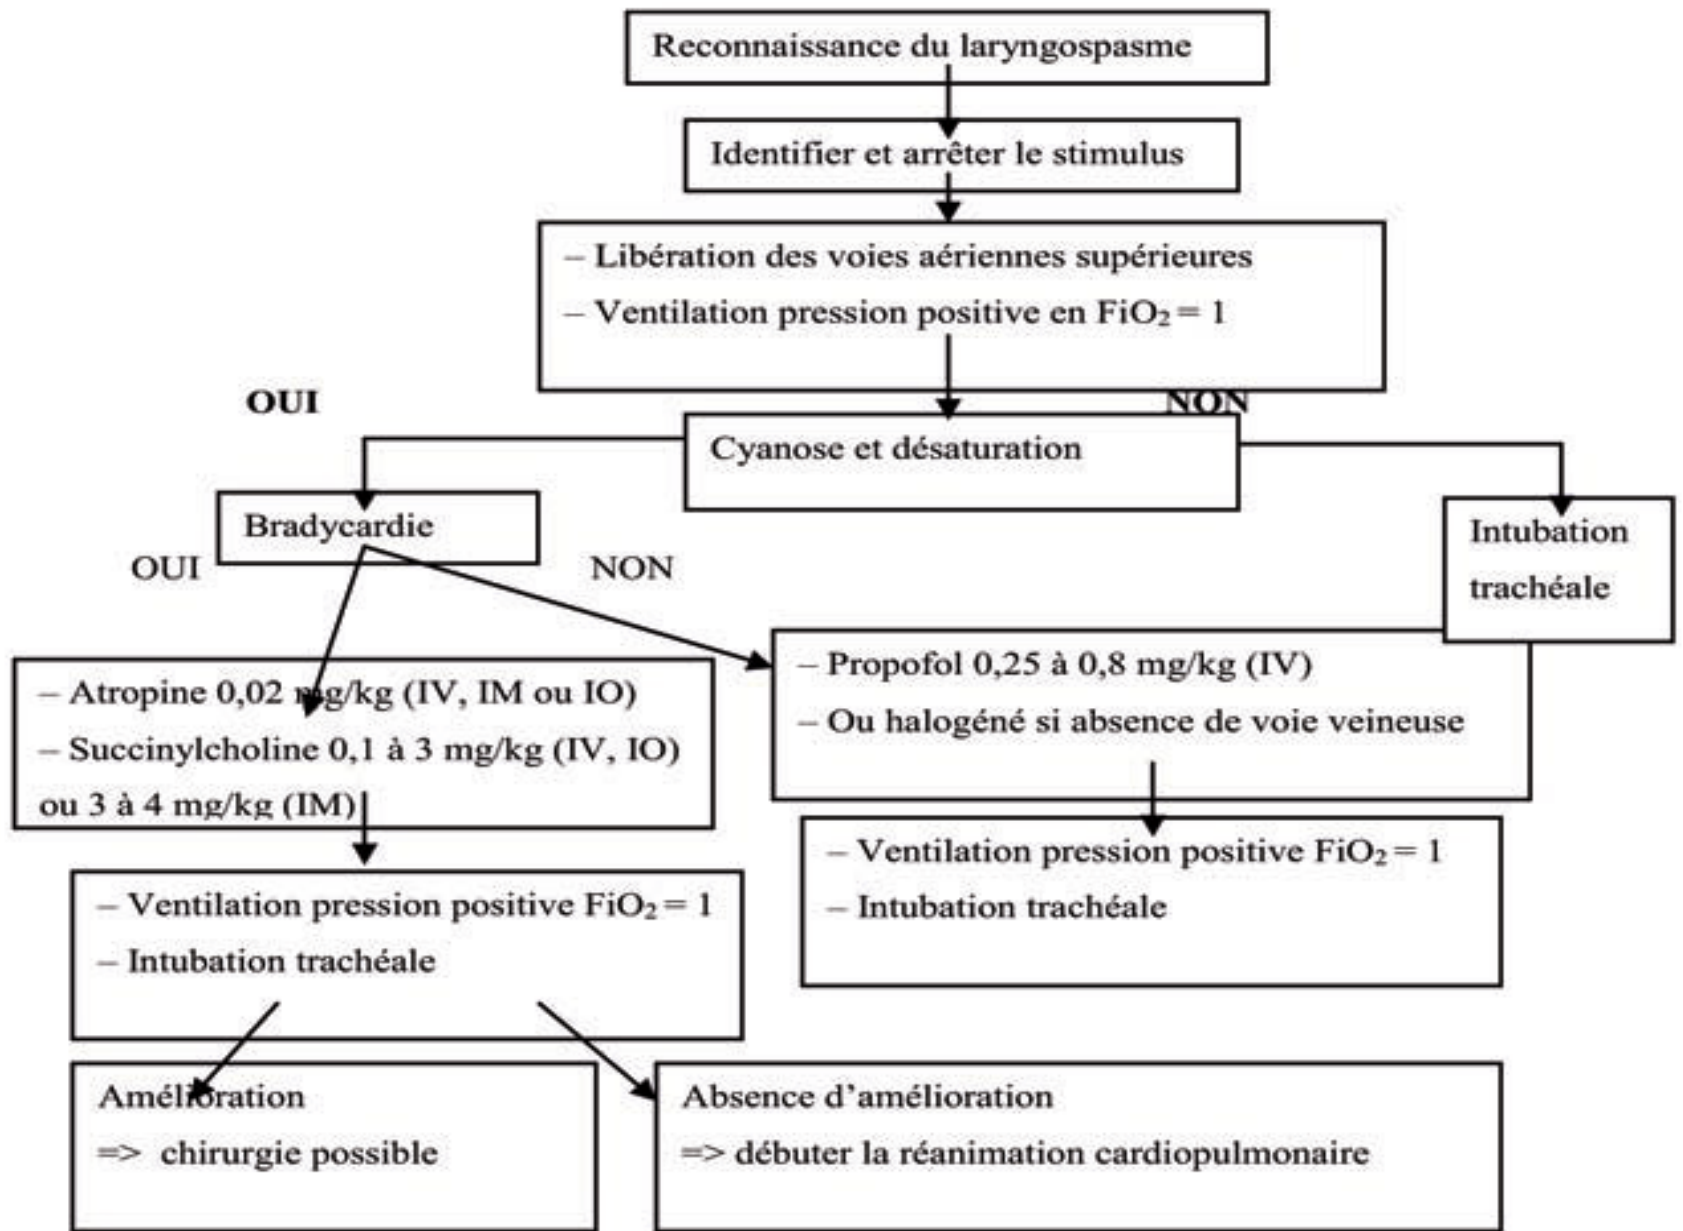 Reconnaissance du laryngospasme
Identifier et arrêter le stimulus
– Libération des voies aériennes supérieures
– Ventilation pression positive en FiO₂ = 1
OUI
NON
Cyanose et désaturation
Bradycardie
Intubation
trachéale
OUI
NON
– Propofol 0,25 à 0,8 mg/kg (IV)
– Ou halogéné si absence de voie veineuse
– Atropine 0,02 mg/kg (IV, IM ou IO)
– Succinylcholine 0,1 à 3 mg/kg (IV, IO)
ou 3 à 4 mg/kg (IM)
– Ventilation pression positive FiO₂ = 1
– Intubation trachéale
– Ventilation pression positive FiO₂ = 1
– Intubation trachéale
Amélioration
=> chirurgie possible
Absence d’amélioration
=> débuter la réanimation cardiopulmonaire